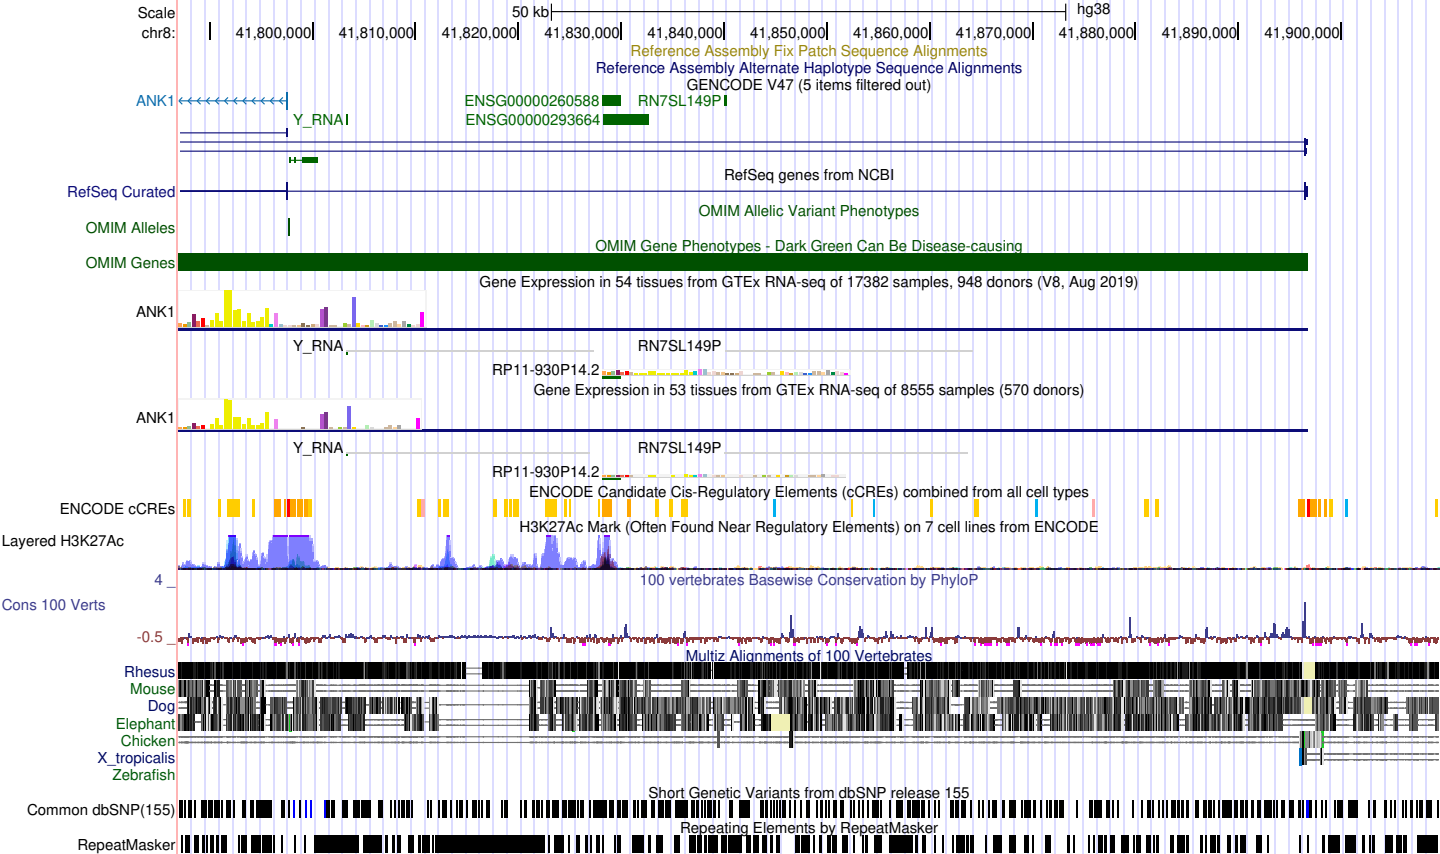 Scale 50 kb hg38
chr8: 41,800,000 41,810,000 41,820,000 41,830,000 41,840,000 41,850,000 41,860,000 41,870,000 41,880,000 41,890,000 41,900,000
Reference Assembly Fix Patch Sequence Alignments
Reference Assembly Alternate Haplotype Sequence Alignments
GENCODE V47 (5 items filtered out)
ANK1 ENSG00000260588 RN7SL149P
Y_RNA ENSG00000293664
RefSeq genes from NCBI
RefSeq Curated
OMIM Allelic Variant Phenotypes
OMIM Alleles
OMIM Gene Phenotypes - Dark Green Can Be Disease-causing
OMIM Genes
Gene Expression in 54 tissues from GTEx RNA-seq of 17382 samples, 948 donors (V8, Aug 2019)
ANK1
Y_RNA RN7SL149P
RP11-930P14.2
Gene Expression in 53 tissues from GTEx RNA-seq of 8555 samples (570 donors)
ANK1
Y_RNA RN7SL149P
RP11-930P14.2
ENCODE Candidate Cis-Regulatory Elements (cCREs) combined from all cell types
ENCODE cCREs
H3K27Ac Mark (Often Found Near Regulatory Elements) on 7 cell lines from ENCODE
Layered H3K27Ac
100 vertebrates Basewise Conservation by PhyloP
4 _
Cons 100 Verts
-0.5 _
Multiz Alignments of 100 Vertebrates
Rhesus
Mouse
Dog
Elephant
Chicken
X_tropicalis
Zebrafish
Short Genetic Variants from dbSNP release 155
Common dbSNP(155)
Repeating Elements by RepeatMasker
RepeatMasker